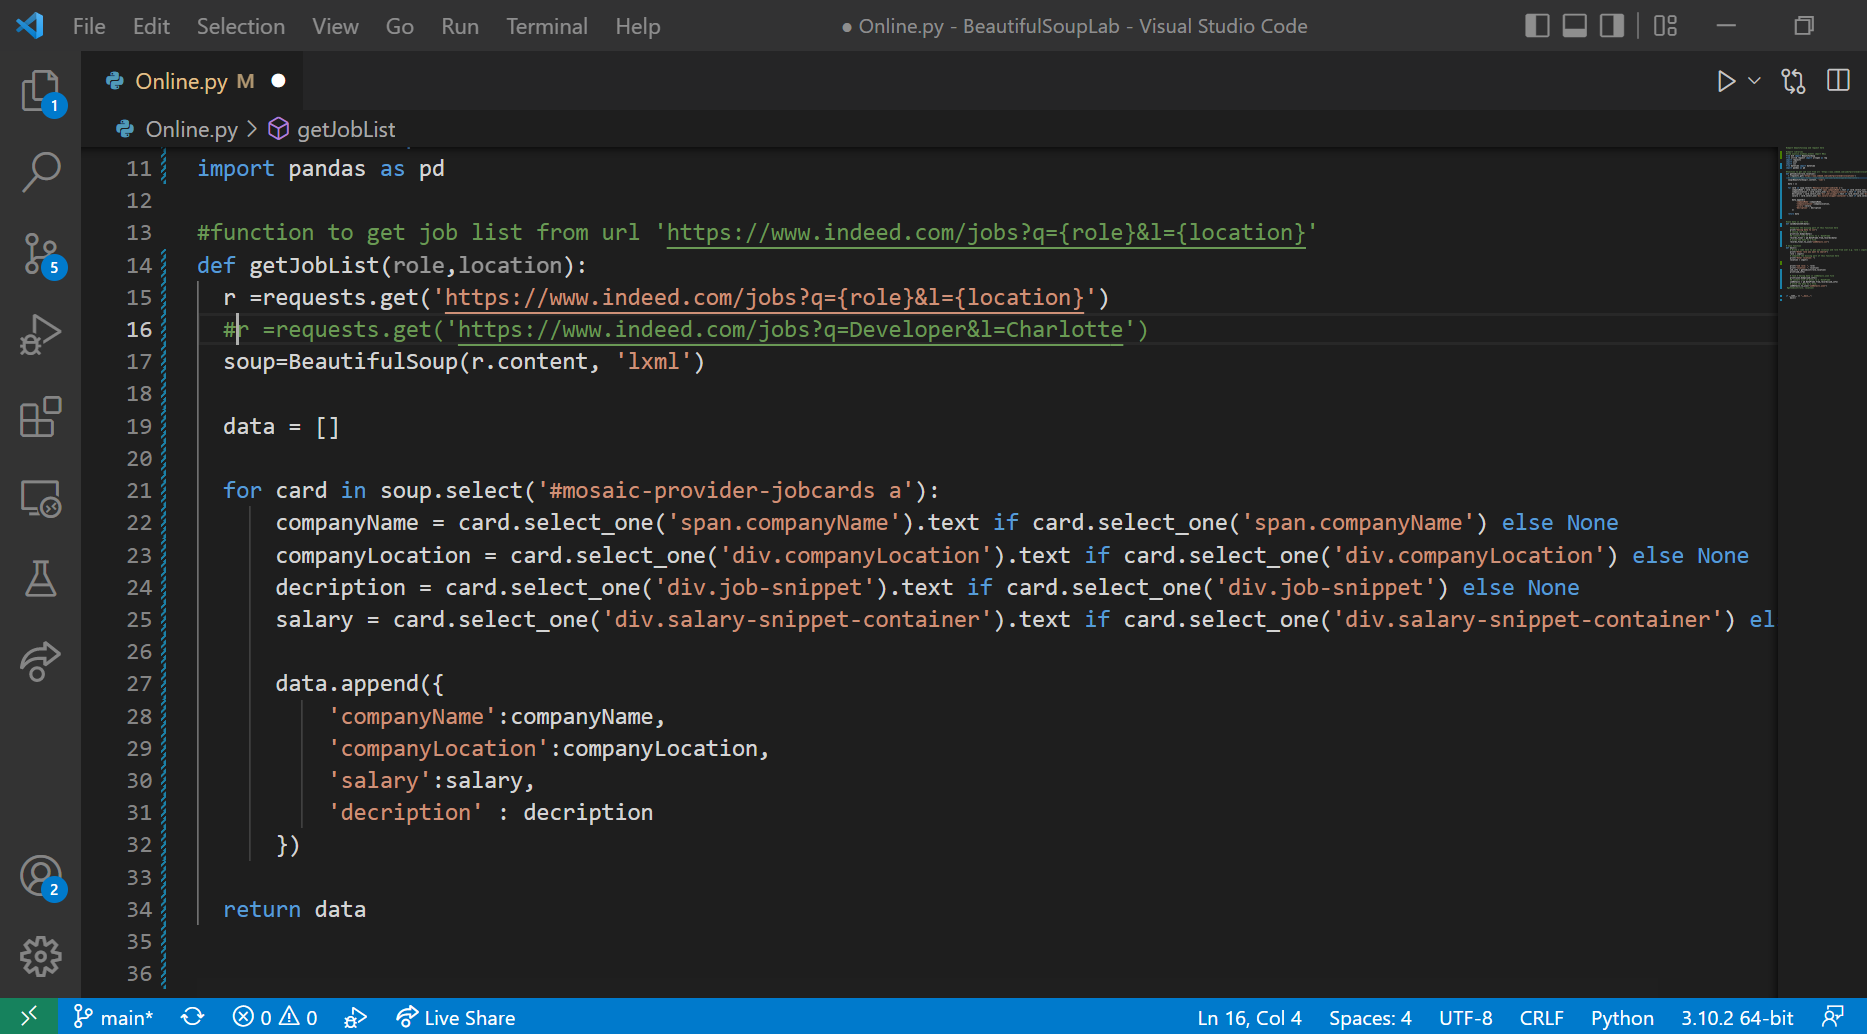 File Edit Selection View Go Run Terminal Help ● Online.py - BeautifulSoupLab - Visual Studio Code
Online.py M
Online.py > getJobList
1
5
2
11 import pandas as pd
12
13 #function to get job list from url 'https://www.indeed.com/jobs?q={role}&l={location}'
14 def getJobList(role,location):
15 r =requests.get('https://www.indeed.com/jobs?q={role}&l={location}')
16 #r =requests.get('https://www.indeed.com/jobs?q=Developer&l=Charlotte')
17 soup=BeautifulSoup(r.content, 'lxml')
18
19 data = []
20
21 for card in soup.select('#mosaic-provider-jobcards a'):
22 companyName = card.select_one('span.companyName').text if card.select_one('span.companyName') else None
23 companyLocation = card.select_one('div.companyLocation').text if card.select_one('div.companyLocation') else None
24 decription = card.select_one('div.job-snippet').text if card.select_one('div.job-snippet') else None
25 salary = card.select_one('div.salary-snippet-container').text if card.select_one('div.salary-snippet-container') el
26
27 data.append({
28 'companyName':companyName,
29 'companyLocation':companyLocation,
30 'salary':salary,
31 'decription' : decription
32 })
33
34 return data
35
36
main* 0 0 Live Share Ln 16, Col 4 Spaces: 4 UTF-8 CRLF Python 3.10.2 64-bit